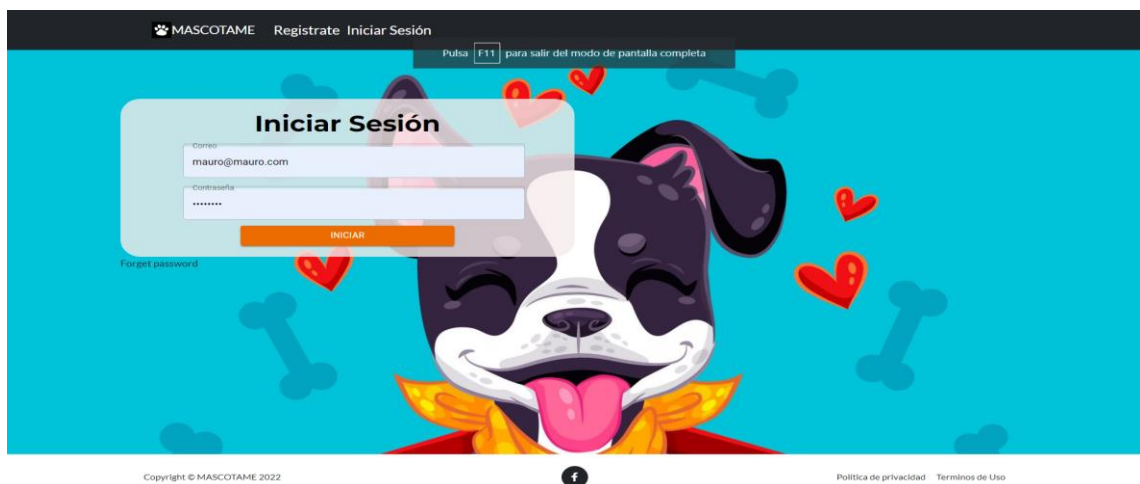 MASCOTAME Registrate Iniciar Sesión
Pulsa F11 para salir del modo de pantalla completa
Iniciar Sesión
Correo
mauro@mauro.com
Contraseña
••••••••
INICIAR
Forget password
Copyright © MASCOTAME 2022 f Política de privacidad Terminos de Uso